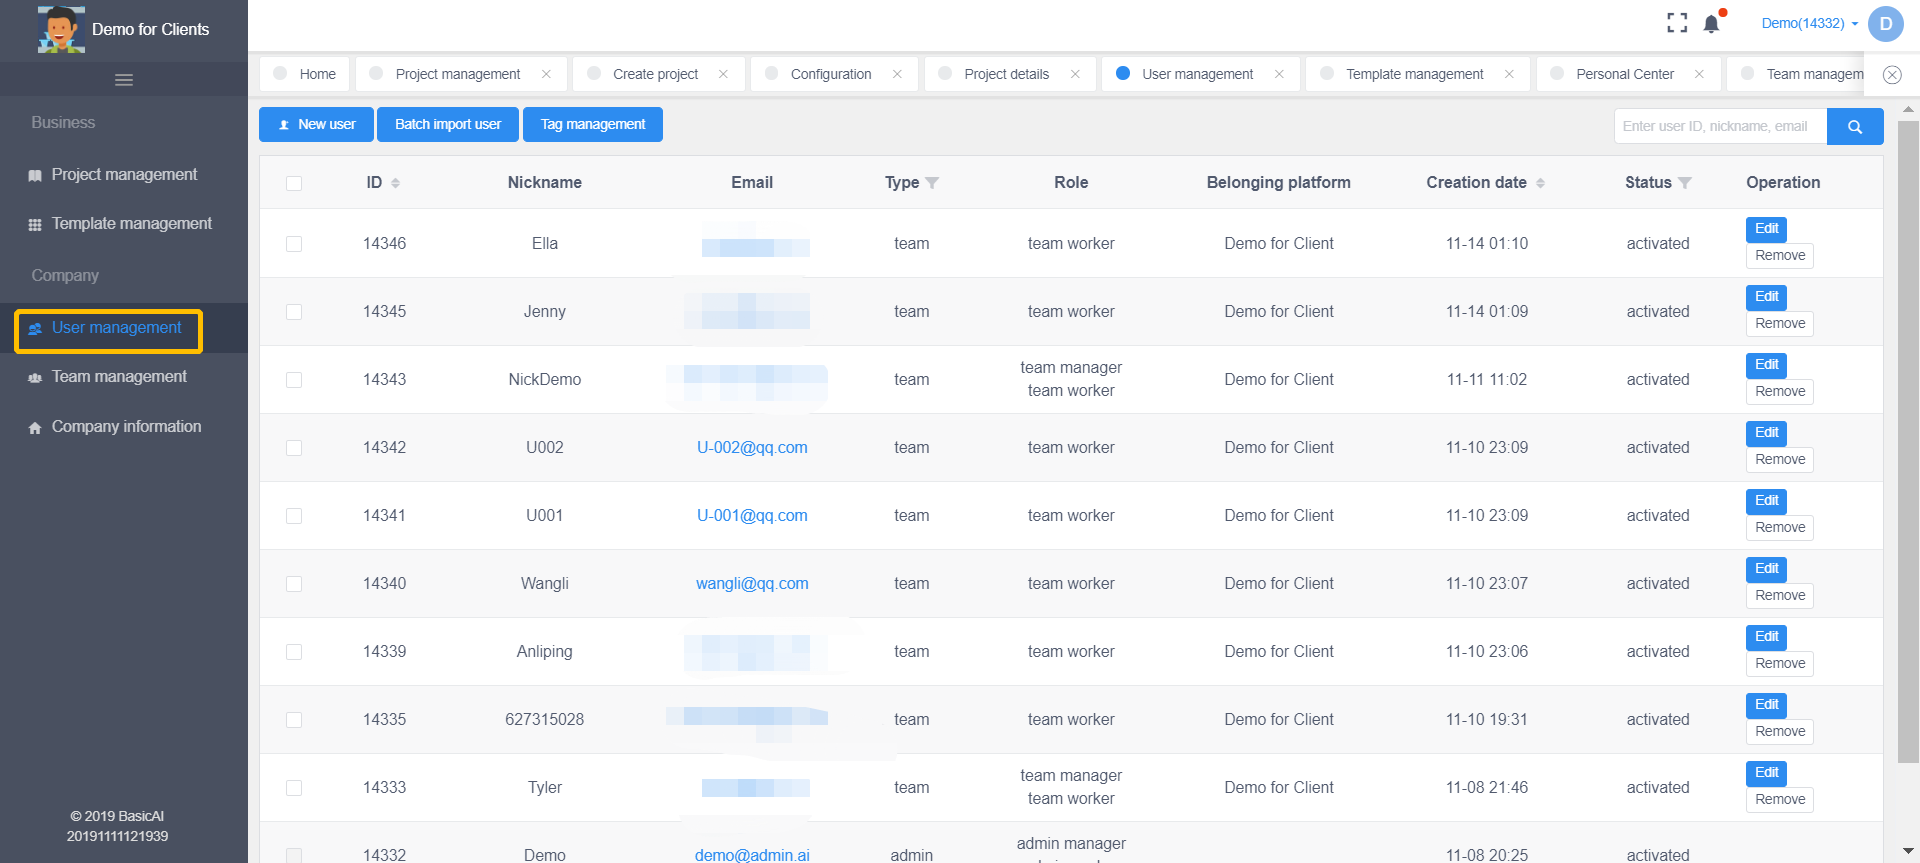 Demo for Clients
Demo(14332)
D
Business
Project management
Template management
Company
User management
Team management
Company information
© 2019 BasicAI
20191111121939
Home
Project management
Create project
Configuration
Project details
User management
Template management
Personal Center
Team managem
New user
Batch import user
Tag management
Enter user ID, nickname, email
ID Nickname Email Type Role Belonging platform Creation date Status Operation
14346 Ella team team worker Demo for Client 11-14 01:10 activated Edit
Remove
14345 Jenny team team worker Demo for Client 11-14 01:09 activated Edit
Remove
14343 NickDemo team team manager
team worker Demo for Client 11-11 11:02 activated Edit
Remove
14342 U002 U-002@qq.com team team worker Demo for Client 11-10 23:09 activated Edit
Remove
14341 U001 U-001@qq.com team team worker Demo for Client 11-10 23:09 activated Edit
Remove
14340 Wangli wangli@qq.com team team worker Demo for Client 11-10 23:07 activated Edit
Remove
14339 Anliping team team worker Demo for Client 11-10 23:06 activated Edit
Remove
14335 627315028 team team worker Demo for Client 11-10 19:31 activated Edit
Remove
14333 Tyler team team manager
team worker Demo for Client 11-08 21:46 activated Edit
Remove
14332 Demo demo@admin.ai admin admin manager 11-08 20:25 activated